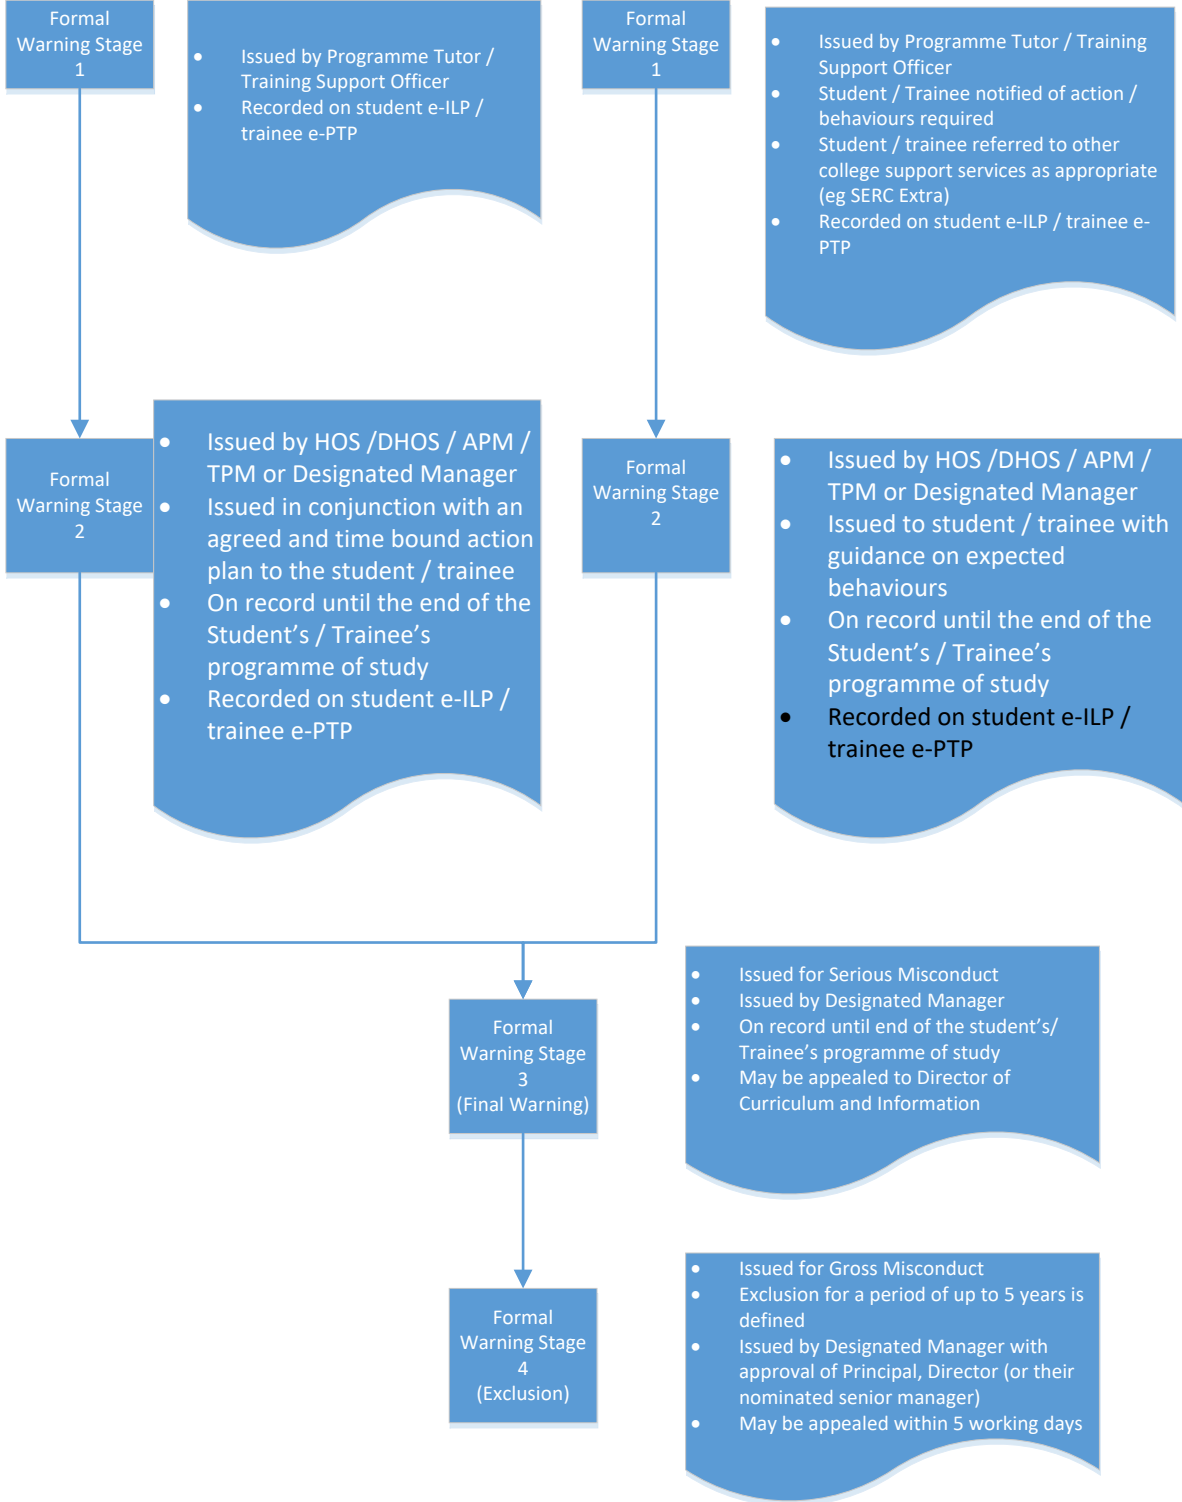 Formal
Warning Stage
1
• Issued by Programme Tutor /
Training Support Officer
• Recorded on student e-ILP /
trainee e-PTP
Formal
Warning Stage
1
• Issued by Programme Tutor / Training
Support Officer
• Student / Trainee notified of action /
behaviours required
• Student / trainee referred to other
college support services as appropriate
(eg SERC Extra)
• Recorded on student e-ILP / trainee e-
PTP
Formal
Warning Stage
2
• Issued by HOS /DHOS / APM /
TPM or Designated Manager
• Issued in conjunction with an
agreed and time bound action
plan to the student / trainee
• On record until the end of the
Student’s / Trainee’s
programme of study
• Recorded on student e-ILP /
trainee e-PTP
Formal
Warning Stage
2
• Issued by HOS /DHOS / APM /
TPM or Designated Manager
• Issued to student / trainee with
guidance on expected
behaviours
• On record until the end of the
Student’s / Trainee’s
programme of study
• Recorded on student e-ILP /
trainee e-PTP
Formal
Warning Stage
3
(Final Warning)
• Issued for Serious Misconduct
• Issued by Designated Manager
• On record until end of the student’s/
Trainee’s programme of study
• May be appealed to Director of
Curriculum and Information
Formal
Warning Stage
4
(Exclusion)
• Issued for Gross Misconduct
• Exclusion for a period of up to 5 years is
defined
• Issued by Designated Manager with
approval of Principal, Director (or their
nominated senior manager)
• May be appealed within 5 working days